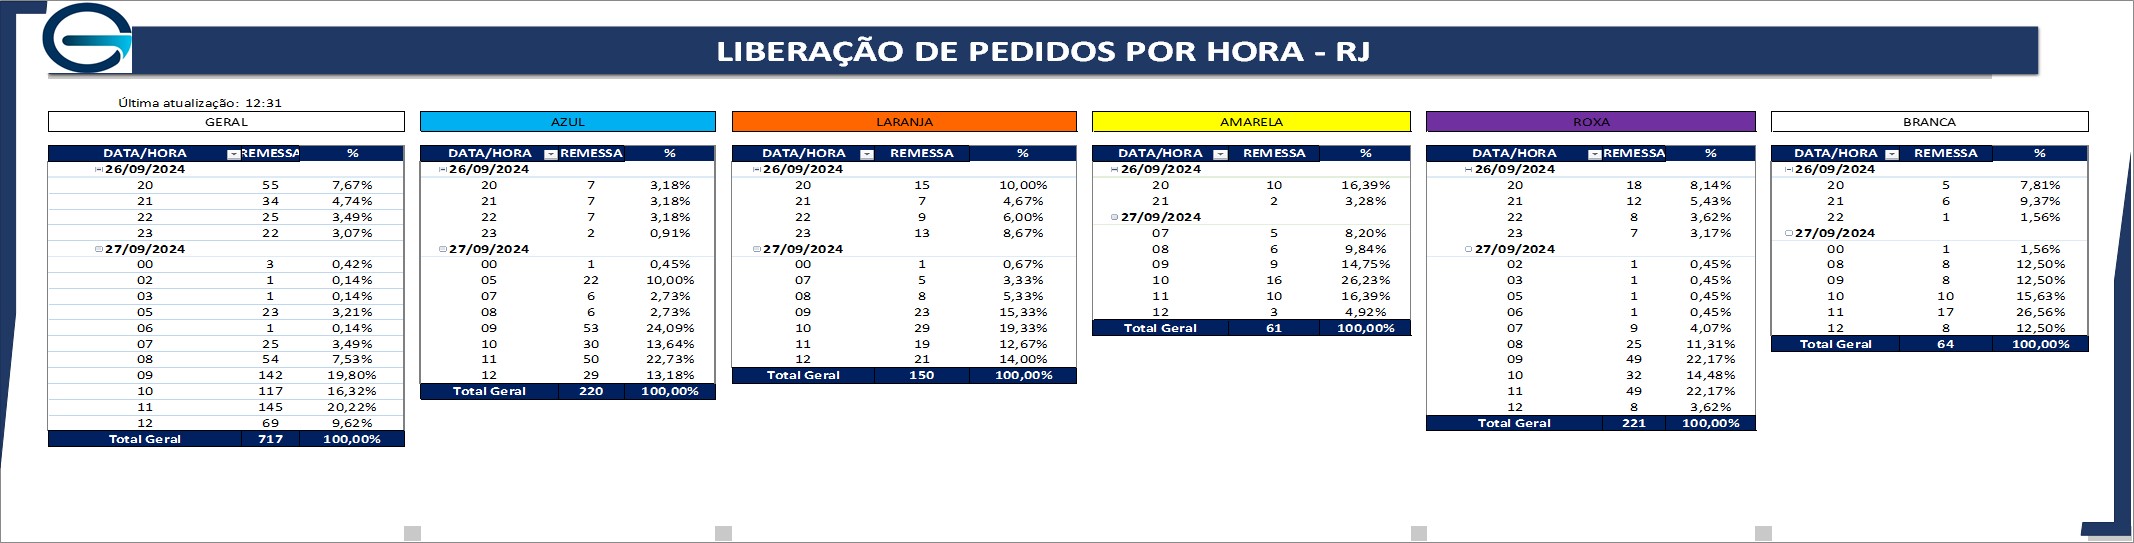 LIBERAÇÃO DE PEDIDOS POR HORA - RJ
Última atualização: 12:31
GERAL
DATA/HORA REMESSA %
26/09/2024
20 55 7,67%
21 34 4,74%
22 25 3,49%
23 22 3,07%
27/09/2024
00 3 0,42%
02 1 0,14%
03 1 0,14%
05 23 3,21%
06 1 0,14%
07 25 3,49%
08 54 7,53%
09 142 19,80%
10 117 16,32%
11 145 20,22%
12 69 9,62%
Total Geral 717 100,00%
AZUL
DATA/HORA REMESSA %
26/09/2024
20 7 3,18%
21 7 3,18%
22 7 3,18%
23 2 0,91%
27/09/2024
00 1 0,45%
05 22 10,00%
07 6 2,73%
08 6 2,73%
09 53 24,09%
10 30 13,64%
11 50 22,73%
12 29 13,18%
Total Geral 220 100,00%
LARANJA
DATA/HORA REMESSA %
26/09/2024
20 15 10,00%
21 7 4,67%
22 9 6,00%
23 13 8,67%
27/09/2024
00 1 0,67%
07 5 3,33%
08 8 5,33%
09 23 15,33%
10 29 19,33%
11 19 12,67%
12 21 14,00%
Total Geral 150 100,00%
AMARELA
DATA/HORA REMESSA %
26/09/2024
20 10 16,39%
21 2 3,28%
27/09/2024
07 5 8,20%
08 6 9,84%
09 9 14,75%
10 16 26,23%
11 10 16,39%
12 3 4,92%
Total Geral 61 100,00%
ROXA
DATA/HORA REMESSA %
26/09/2024
20 18 8,14%
21 12 5,43%
22 8 3,62%
23 7 3,17%
27/09/2024
02 1 0,45%
03 1 0,45%
05 1 0,45%
06 1 0,45%
07 9 4,07%
08 25 11,31%
09 49 22,17%
10 32 14,48%
11 49 22,17%
12 8 3,62%
Total Geral 221 100,00%
BRANCA
DATA/HORA REMESSA %
26/09/2024
20 5 7,81%
21 6 9,37%
22 1 1,56%
27/09/2024
00 1 1,56%
08 8 12,50%
09 8 12,50%
10 10 15,63%
11 17 26,56%
12 8 12,50%
Total Geral 64 100,00%